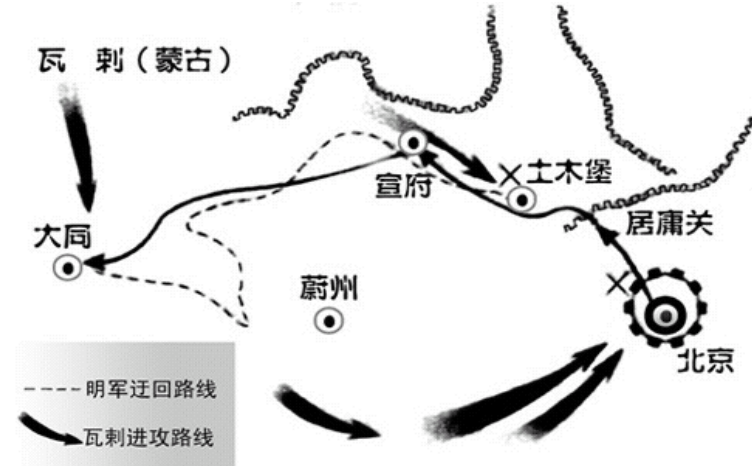 瓦 剌（蒙古）
土木堡
宣府
居庸关
大同
蔚州
北京
明军迂回路线
瓦剌进攻路线